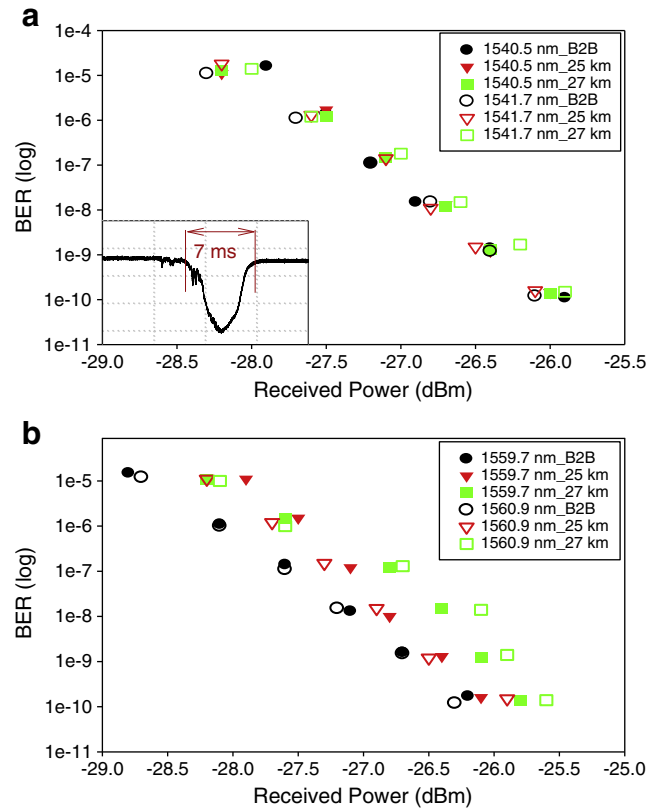 a
1e-4
1e-5
1e-6
1e-7
1e-8
1e-9
1e-10
1e-11
BER (log)
1540.5 nm_B2B
1540.5 nm_25 km
1540.5 nm_27 km
1541.7 nm_B2B
1541.7 nm_25 km
1541.7 nm_27 km
7 ms
-29.0 -28.5 -28.0 -27.5 -27.0 -26.5 -26.0 -25.5
Received Power (dBm)
b
1e-5
1e-6
1e-7
1e-8
1e-9
1e-10
1e-11
BER (log)
1559.7 nm_B2B
1559.7 nm_25 km
1559.7 nm_27 km
1560.9 nm_B2B
1560.9 nm_25 km
1560.9 nm_27 km
-29.0 -28.5 -28.0 -27.5 -27.0 -26.5 -26.0 -25.5 -25.0
Received Power (dBm)